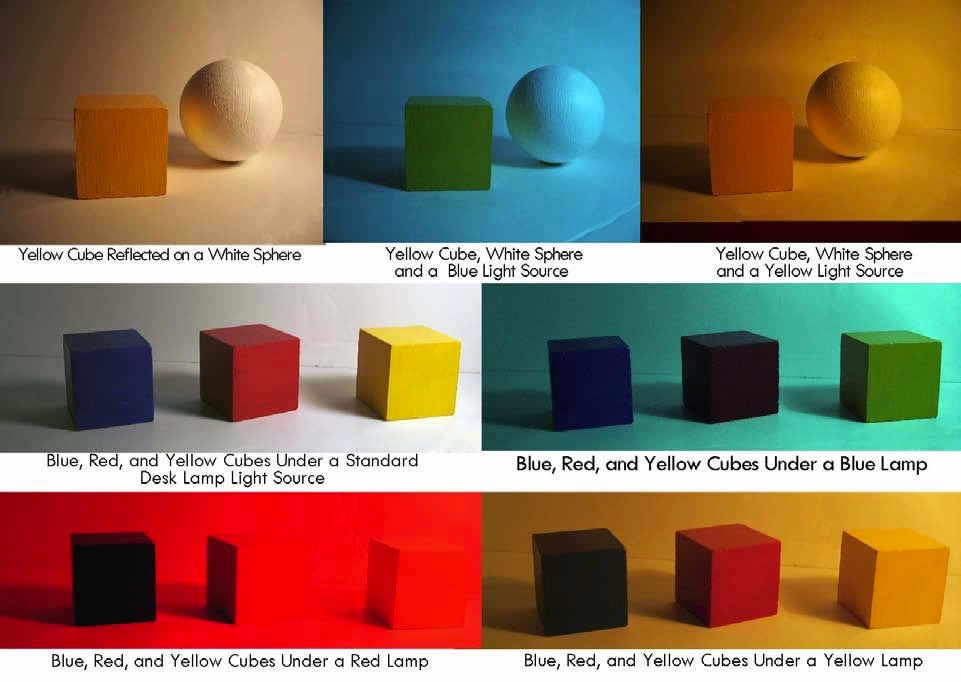 Yellow Cube Reflected on a White Sphere
Yellow Cube, White Sphere
and a Blue Light Source
Yellow Cube, White Sphere
and a Yellow Light Source
Blue, Red, and Yellow Cubes Under a Standard
Desk Lamp Light Source
Blue, Red, and Yellow Cubes Under a Blue Lamp
Blue, Red, and Yellow Cubes Under a Red Lamp
Blue, Red, and Yellow Cubes Under a Yellow Lamp